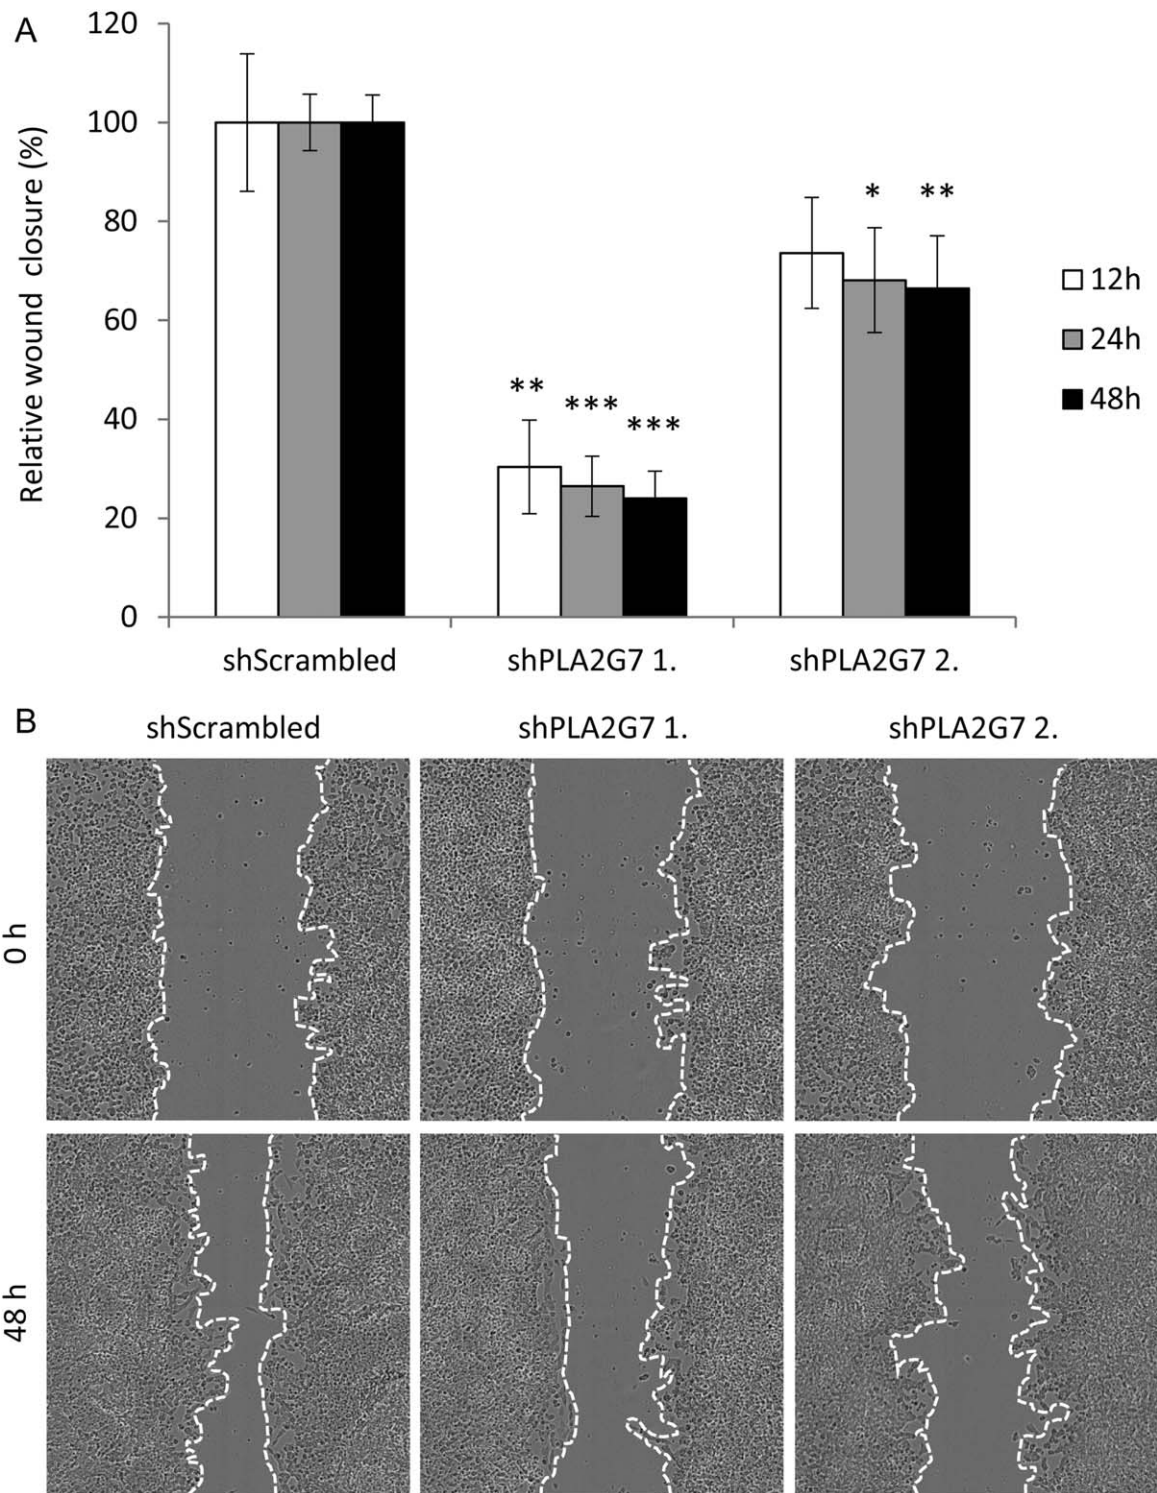 A
120
100
80
60
40
20
0
Relative wound closure (%)
* **
** *** ***
12h
24h
48h
shScrambled shPLA2G7 1. shPLA2G7 2.
B
shScrambled shPLA2G7 1. shPLA2G7 2.
0 h
48 h